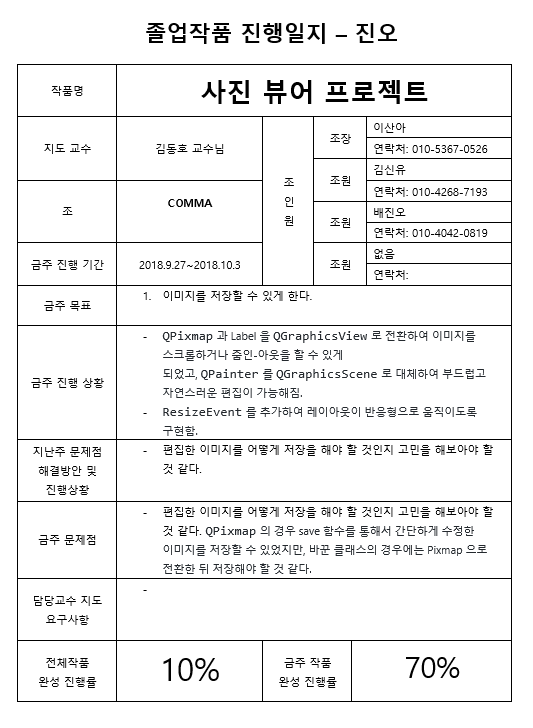 졸업작품 진행일지 – 진오
작품명
사진 뷰어 프로젝트
지도 교수
김동호 교수님
조
인
원
조장
이산아
연락처: 010-5367-0526
조원
김신유
연락처: 010-4268-7193
조
COMMA
조원
배진오
연락처: 010-4042-0819
금주 진행 기간
2018.9.27~2018.10.3
조원
없음
연락처:
금주 목표
1. 이미지를 저장할 수 있게 한다.
금주 진행 상황
- QPixmap 과 Label 을 QGraphicsView 로 전환하여 이미지를
스크롤하거나 줌인-아웃을 할 수 있게
되었고, QPainter 를 QGraphicsScene 로 대체하여 부드럽고
자연스러운 편집이 가능해짐.
- ResizeEvent 를 추가하여 레이아웃이 반응형으로 움직이도록
구현함.
지난주 문제점
해결방안 및
진행상황
- 편집한 이미지를 어떻게 저장을 해야 할 것인지 고민을 해보아야 할
것 같다.
금주 문제점
- 편집한 이미지를 어떻게 저장을 해야 할 것인지 고민을 해보아야 할
것 같다. QPixmap 의 경우 save 함수를 통해서 간단하게 수정한
이미지를 저장할 수 있었지만, 바꾼 클래스의 경우에는 Pixmap 으로
전환한 뒤 저장해야 할 것 같다.
담당교수 지도
요구사항
-
전체작품
완성 진행률
10%
금주 작품
완성 진행률
70%